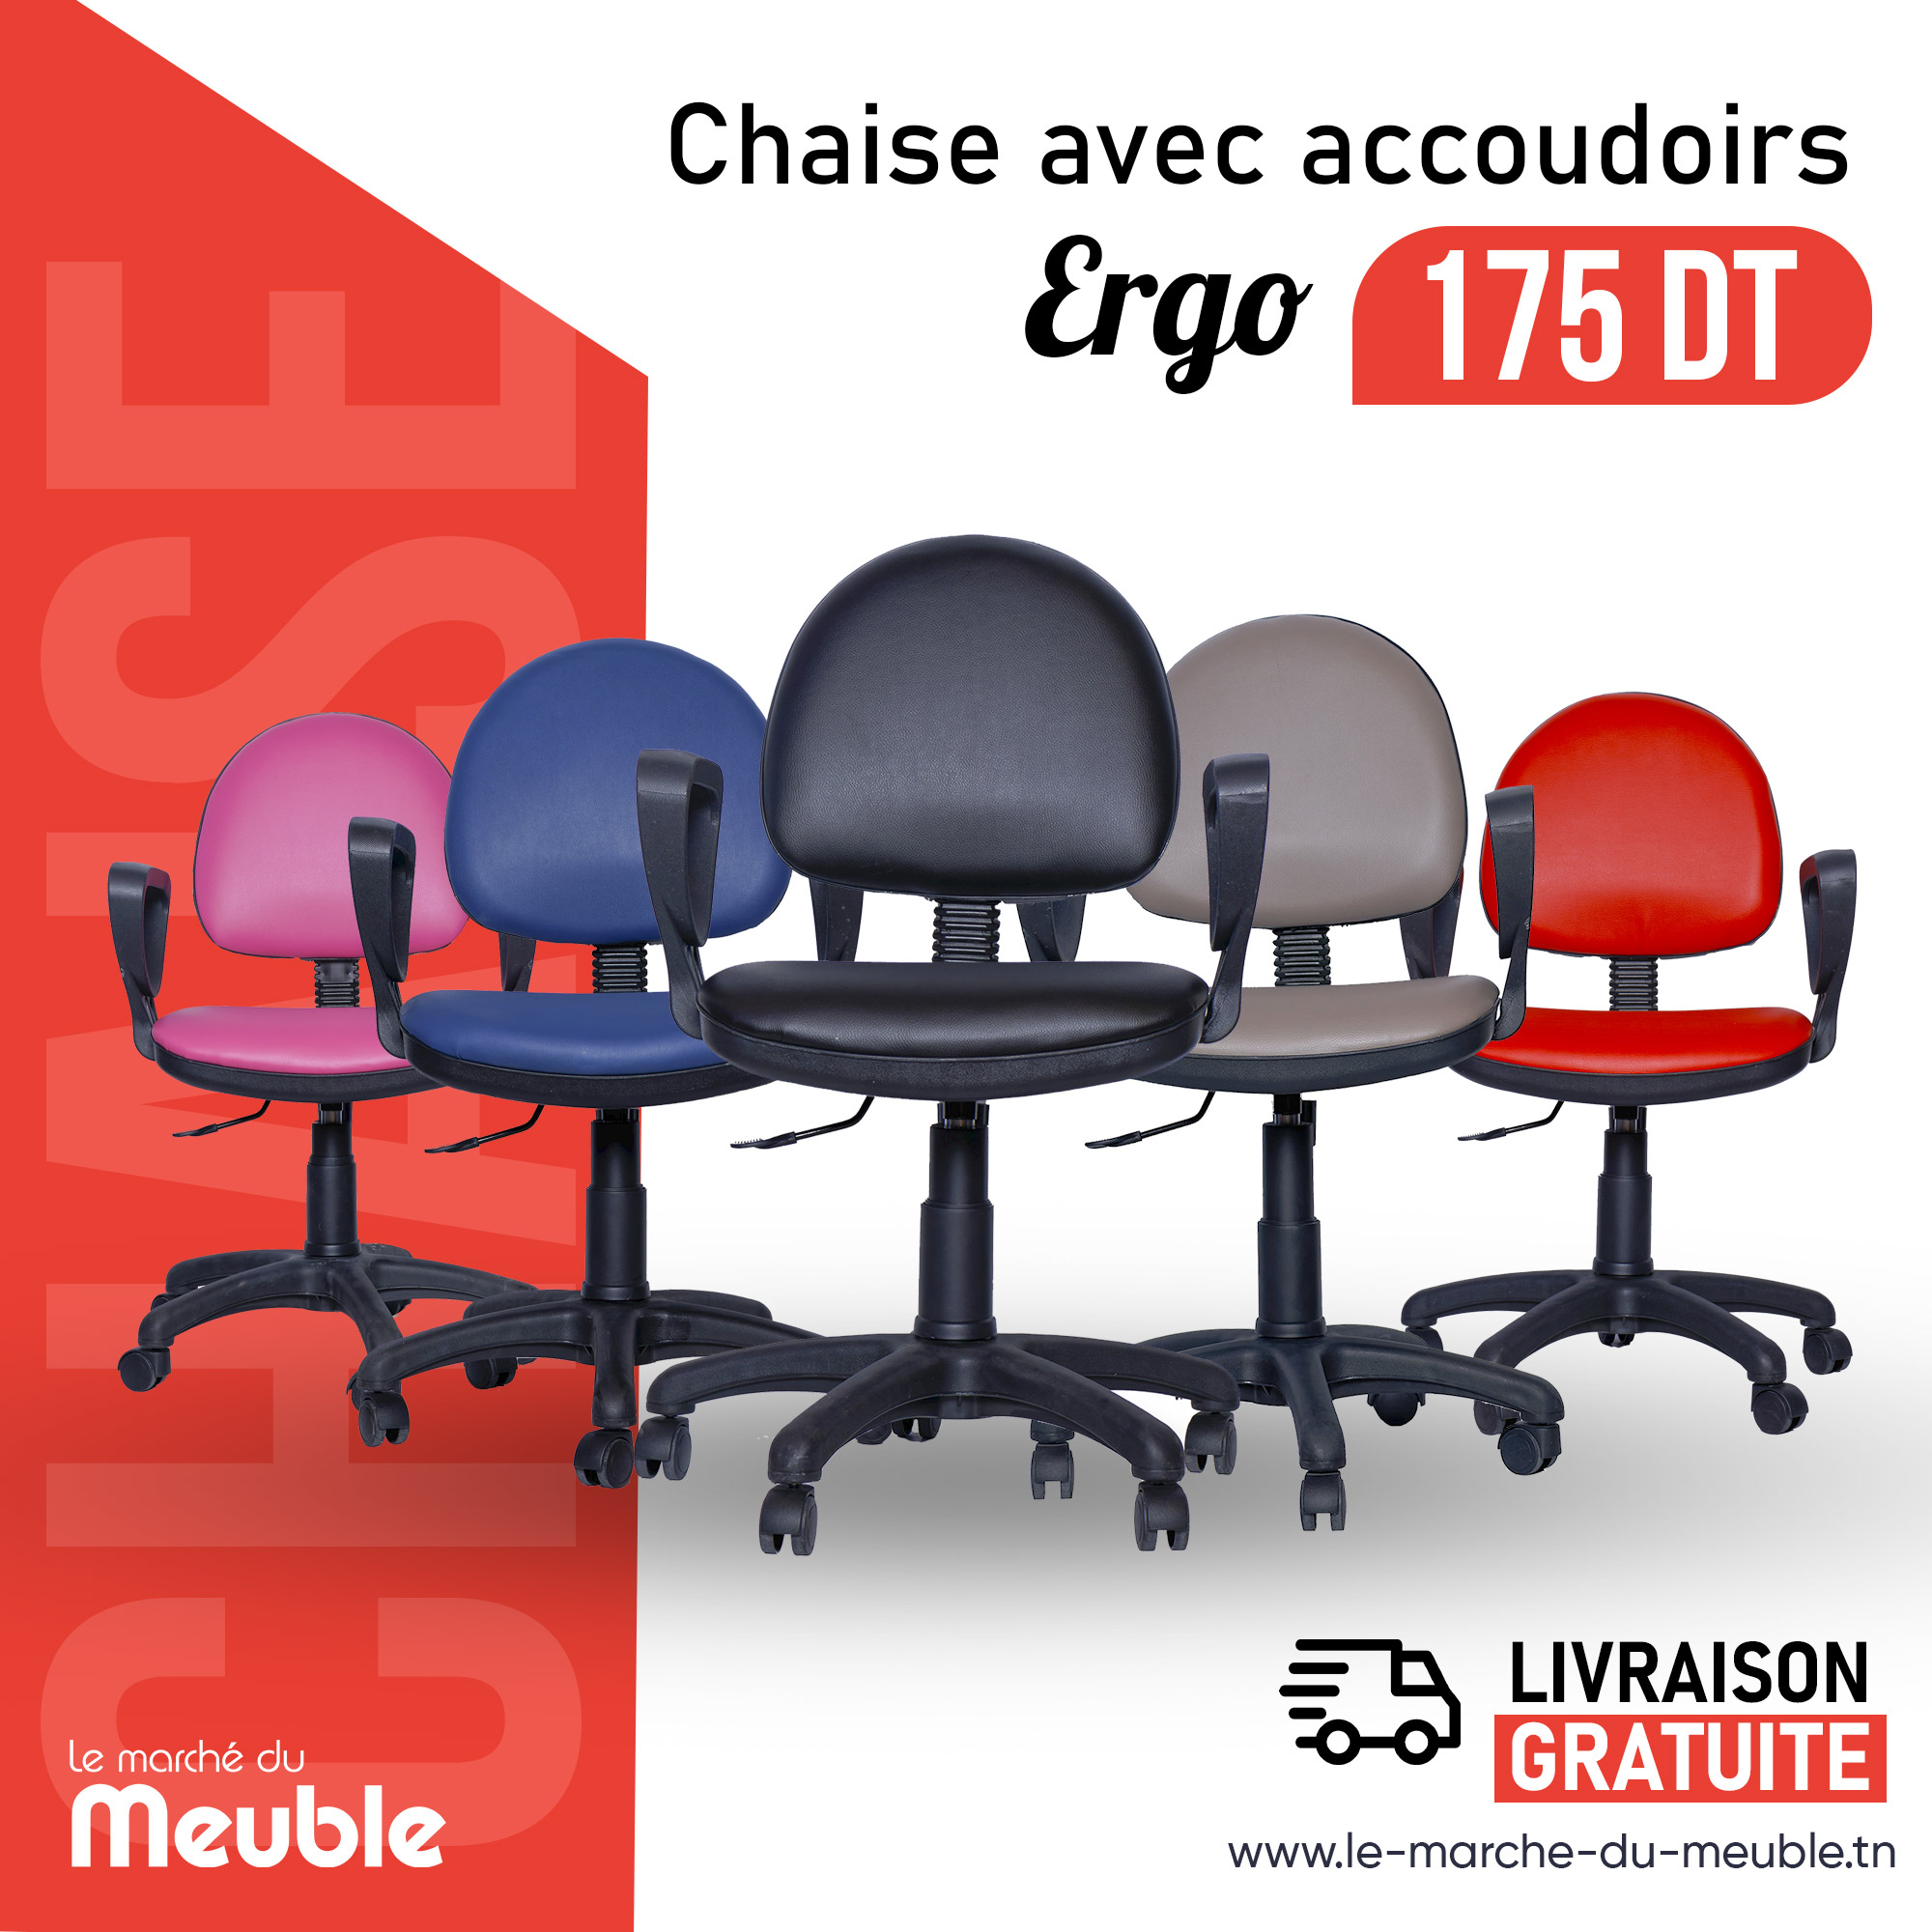 Chaise avec accoudoirs
Ergo 175 DT
CHAISE
LIVRAISON
GRATUITE
le marché du
Meuble
www.le-marche-du-meuble.tn